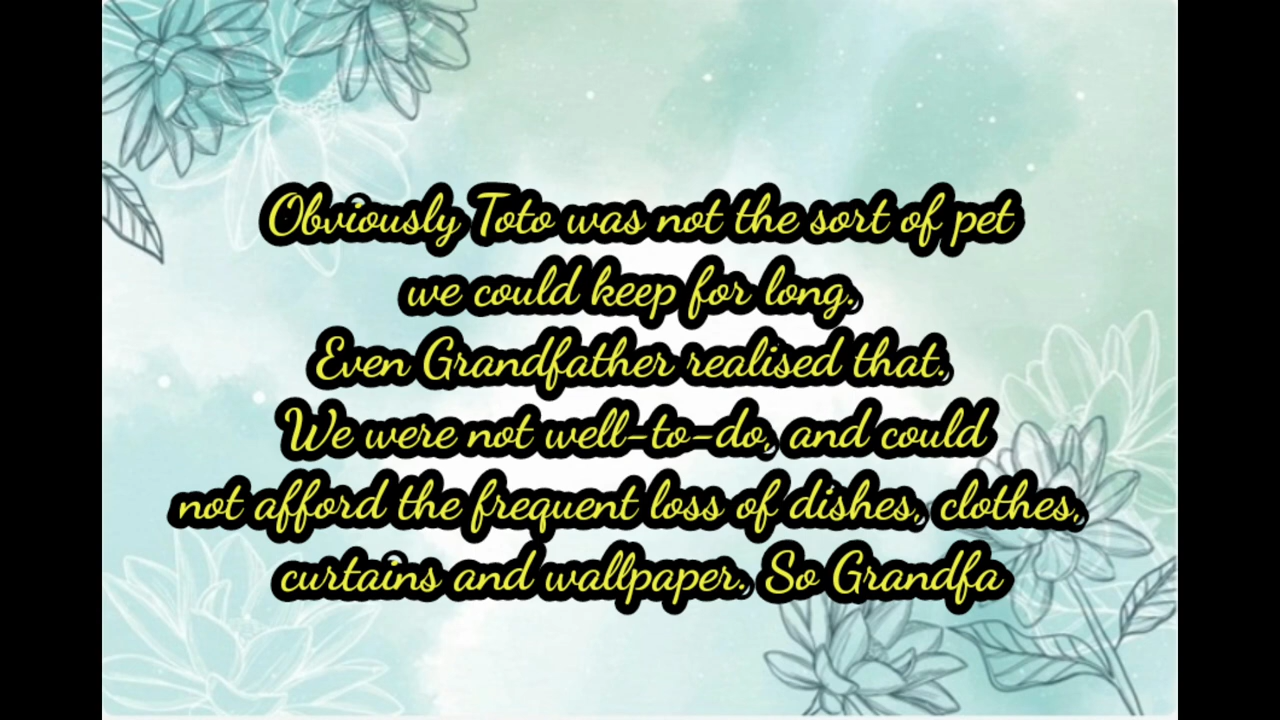 Obviously Toto was not the sort of pet
we could keep for long.
Even Grandfather realised that.
We were not well-to-do, and could
not afford the frequent loss of dishes, clothes,
curtains and wallpaper. So Grandfa